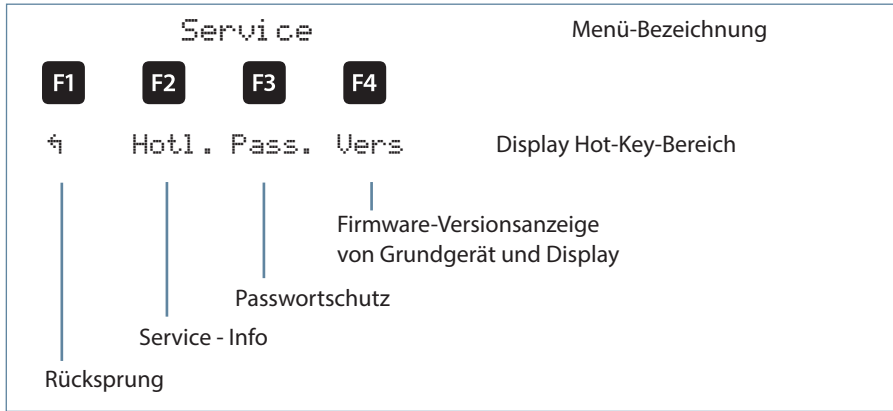 Service Menü-Bezeichnung
F1 F2 F3 F4
↰ Hotl. Pass. Vers Display Hot-Key-Bereich
Firmware-Versionsanzeige
von Grundgerät und Display
Passwortschutz
Service - Info
Rücksprung